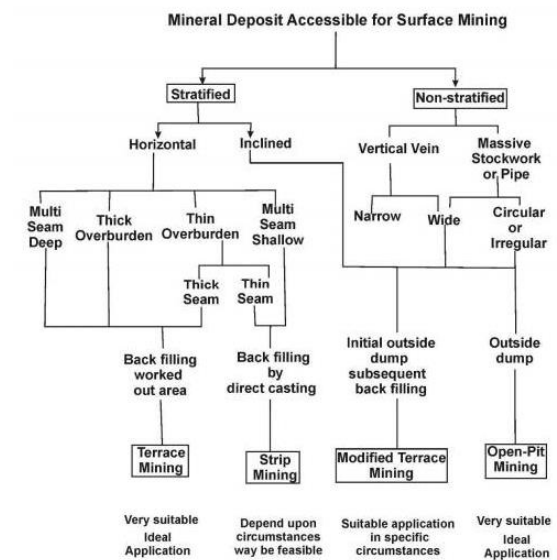 Mineral Deposit Accessible for Surface Mining
Stratified
Non-stratified
Horizontal
Inclined
Vertical Vein
Massive
Stockwork
or Pipe
Multi
Seam
Deep
Thick
Overburden
Thin
Overburden
Multi
Seam
Shallow
Narrow
Wide
Circular
or
Irregular
Thick
Seam
Thin
Seam
Back filling
worked
out area
Back filling
by
direct casting
Initial outside
dump
subsequent
back filling
Outside
dump
Terrace
Mining
Strip
Mining
Modified Terrace
Mining
Open-Pit
Mining
Very suitable
Ideal
Application
Depend upon
circumstances
way be feasible
Suitable application
in specific
circumstances
Very suitable
Ideal
Application